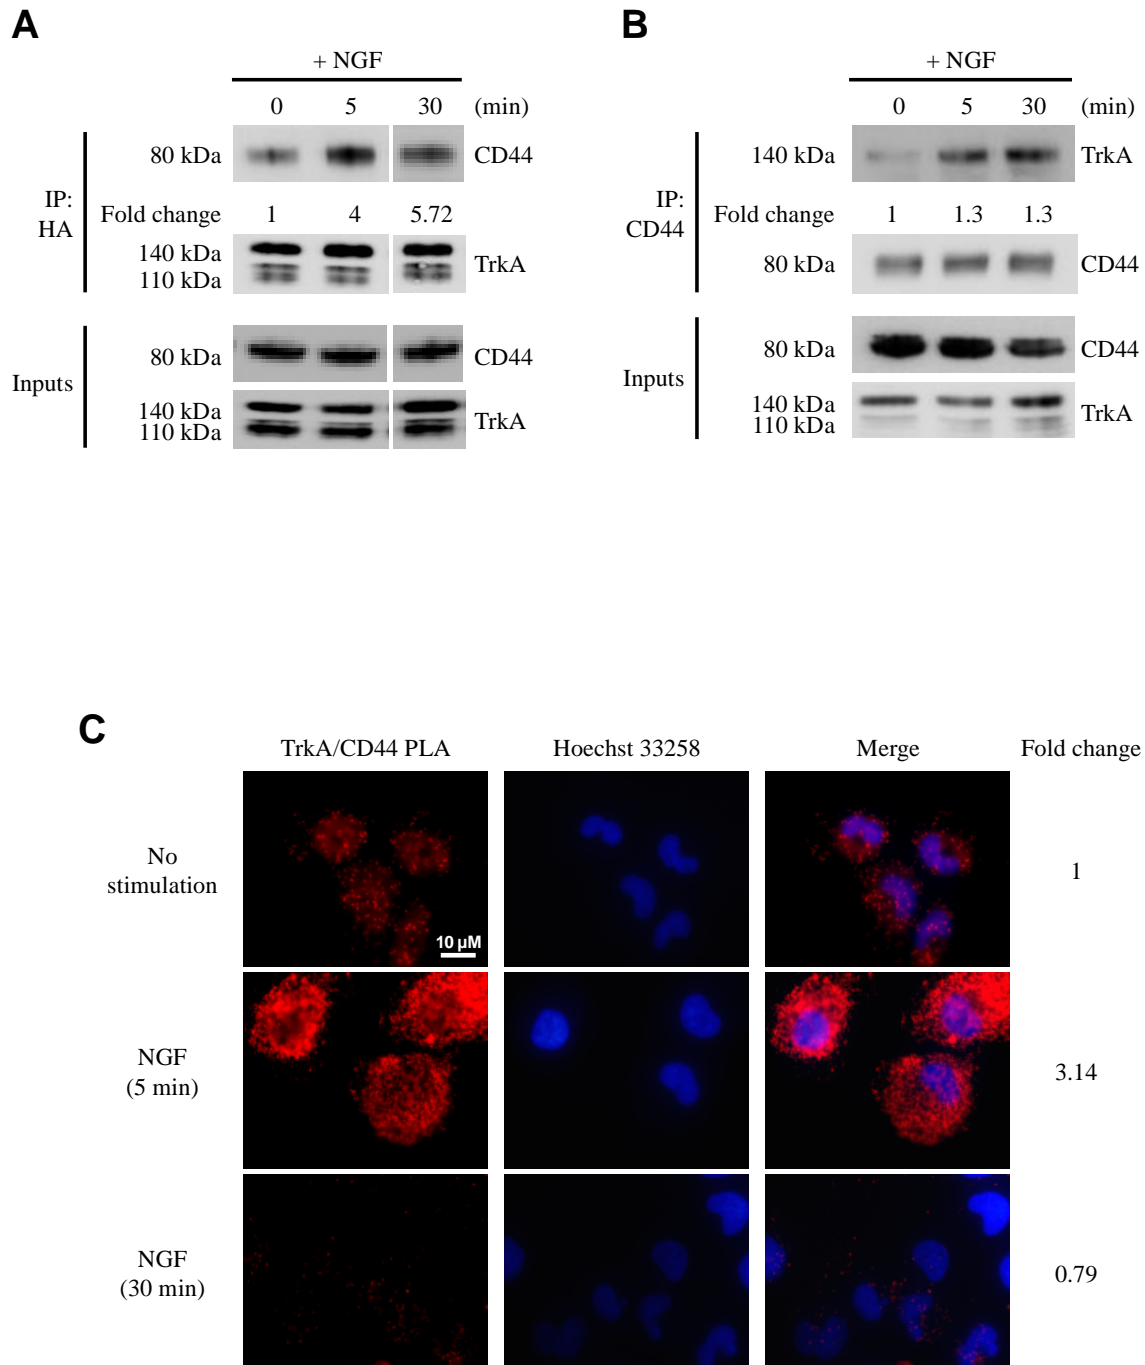 A
+ NGF
0 5 30 (min)
IP:
HA
80 kDa CD44
Fold change 1 4 5.72
140 kDa
110 kDa
TrkA
Inputs
80 kDa CD44
140 kDa
110 kDa
TrkA
B
+ NGF
0 5 30 (min)
IP:
CD44
140 kDa TrkA
Fold change 1 1.3 1.3
80 kDa CD44
Inputs
80 kDa CD44
140 kDa
110 kDa
TrkA
C
TrkA/CD44 PLA Hoechst 33258 Merge Fold change
No
stimulation
10 µM
1
NGF
(5 min)
3.14
NGF
(30 min)
0.79